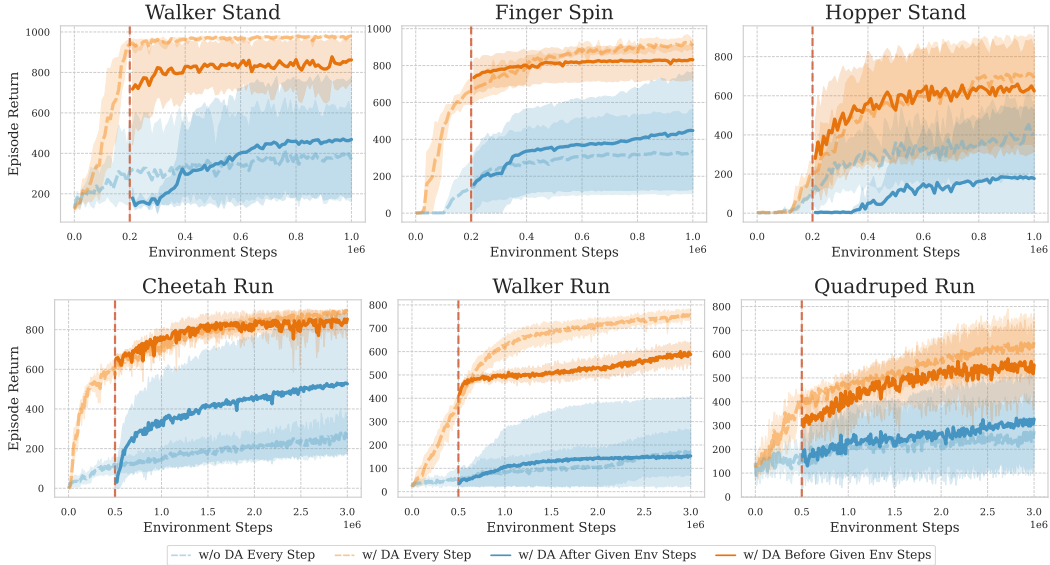 Walker Stand
Finger Spin
Hopper Stand
Episode Return
1000
800
600
400
200
0.0 0.2 0.4 0.6 0.8 1.0
1e6
Environment Steps
1000
800
600
400
200
0
0.0 0.2 0.4 0.6 0.8 1.0
1e6
Environment Steps
800
600
400
200
0
0.0 0.2 0.4 0.6 0.8 1.0
1e6
Environment Steps
Cheetah Run
Walker Run
Quadruped Run
Episode Return
800
600
400
200
0
0.0 0.5 1.0 1.5 2.0 2.5 3.0
1e6
Environment Steps
800
700
600
500
400
300
200
100
0
0.0 0.5 1.0 1.5 2.0 2.5 3.0
1e6
Environment Steps
800
700
600
500
400
300
200
100
0
0.0 0.5 1.0 1.5 2.0 2.5 3.0
1e6
Environment Steps
w/o DA Every Step w/ DA Every Step w/ DA After Given Env Steps w/ DA Before Given Env Steps